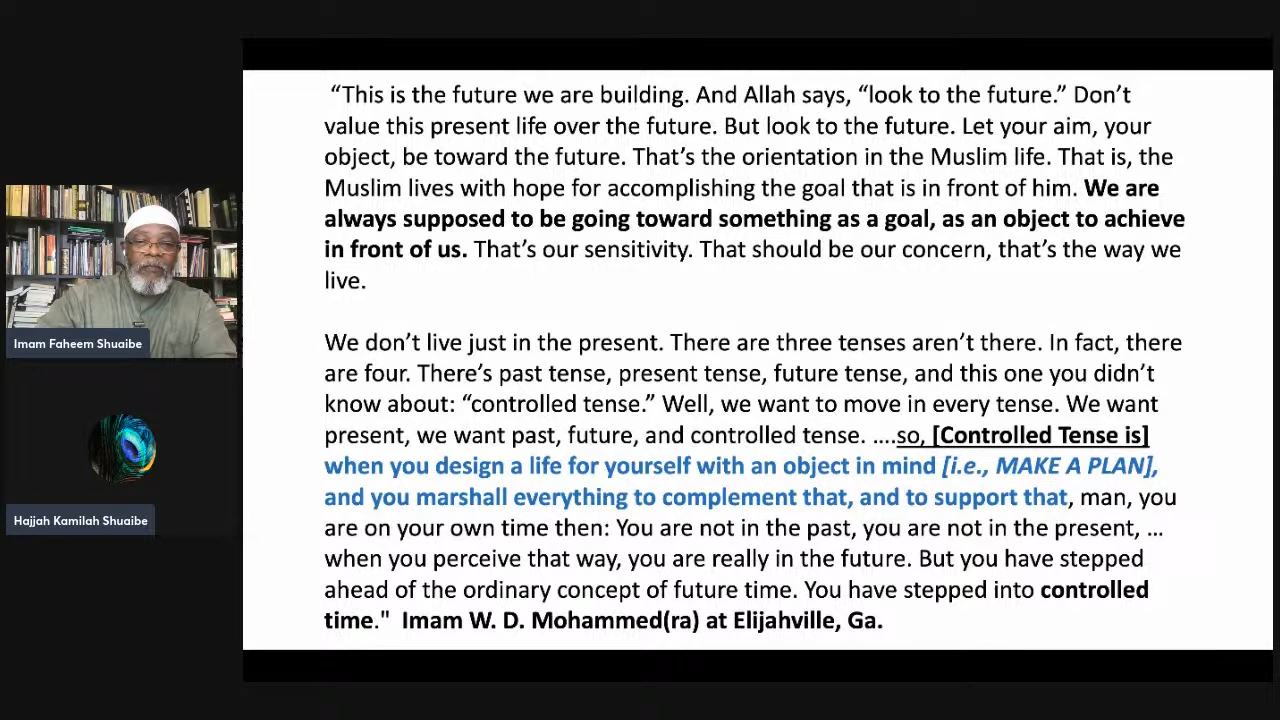 “This is the future we are building. And Allah says, “look to the future.” Don’t
value this present life over the future. But look to the future. Let your aim, your
object, be toward the future. That’s the orientation in the Muslim life. That is, the
Muslim lives with hope for accomplishing the goal that is in front of him. We are
always supposed to be going toward something as a goal, as an object to achieve
in front of us. That’s our sensitivity. That should be our concern, that’s the way we
live.
We don’t live just in the present. There are three tenses aren’t there. In fact, there
are four. There’s past tense, present tense, future tense, and this one you didn’t
know about: “controlled tense.” Well, we want to move in every tense. We want
present, we want past, future, and controlled tense. ....so, [Controlled Tense is]
when you design a life for yourself with an object in mind [i.e., MAKE A PLAN],
and you marshall everything to complement that, and to support that, man, you
are on your own time then: You are not in the past, you are not in the present, ...
when you perceive that way, you are really in the future. But you have stepped
ahead of the ordinary concept of future time. You have stepped into controlled
time." Imam W. D. Mohammed(ra) at Elijahville, Ga.
Imam Faheem Shuaibe
Hajjah Kamilah Shuaibe